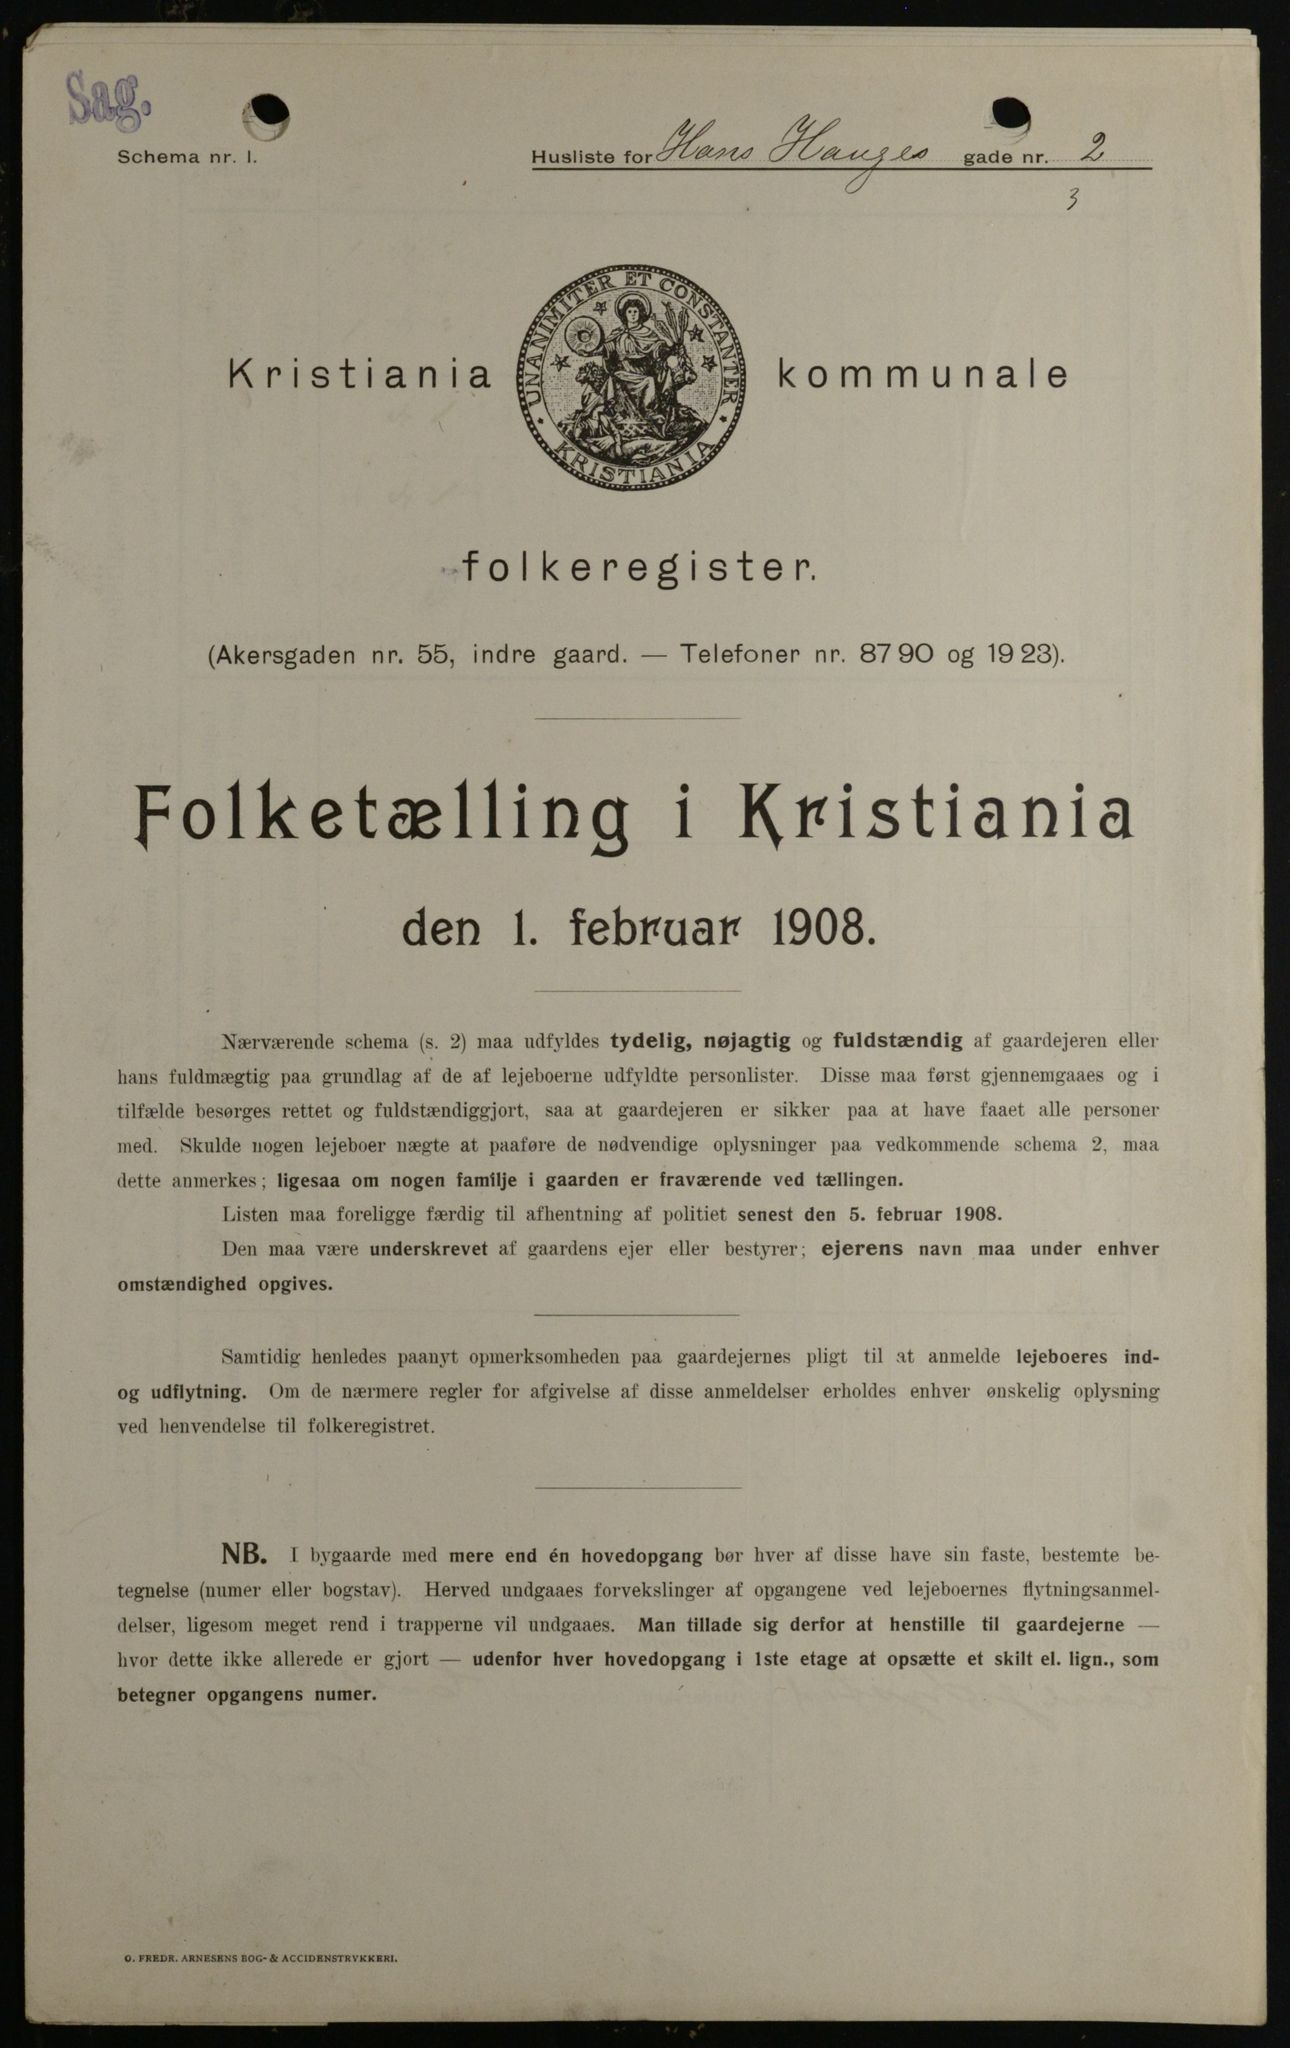 Sag.
Schema nr. 1.
Husliste for Hans Hauges gade nr. 2
3
UNANIMITER ET CONSTANTER
KRISTIANIA
Kristiania kommunale
folkeregister.
(Akersgaden nr. 55, indre gaard. — Telefoner nr. 8790 og 1923).
Folketælling i Kristiania
den 1. februar 1908.
Nærværende schema (s. 2) maa udfyldes tydelig, nøjagtig og fuldstændig af gaardejeren eller
hans fuldmægtig paa grundlag af de af lejeboerne udfyldte personlister. Disse maa først gjennemgaaes og i
tilfælde besørges rettet og fuldstændiggjort, saa at gaardejeren er sikker paa at have faaet alle personer
med. Skulde nogen lejeboer nægte at paaføre de nødvendige oplysninger paa vedkommende schema 2, maa
dette anmerkes; ligesaa om nogen familje i gaarden er fraværende ved tællingen.
Listen maa foreligge færdig til afhentning af politiet senest den 5. februar 1908.
Den maa være underskrevet af gaardens ejer eller bestyrer; ejerens navn maa under enhver
omstændighed opgives.
Samtidig henledes paanyt opmerksomheden paa gaardejernes pligt til at anmelde lejeboeres ind-
og udflytning. Om de nærmere regler for afgivelse af disse anmeldelser erholdes enhver ønskelig oplysning
ved henvendelse til folkeregistret.
NB. I bygaarde med mere end én hovedopgang bør hver af disse have sin faste, bestemte be-
tegnelse (numer eller bogstav). Herved undgaaes forvekslinger af opgangene ved lejeboernes flytningsanmel-
delser, ligesom meget rend i trapperne vil undgaaes. Man tillade sig derfor at henstille til gaardejerne —
hvor dette ikke allerede er gjort — udenfor hver hovedopgang i 1ste etage at opsætte et skilt el. lign., som
betegner opgangens numer.
O. FREDR. ARNESENS BOG- & ACCIDENSTRYKKERI.